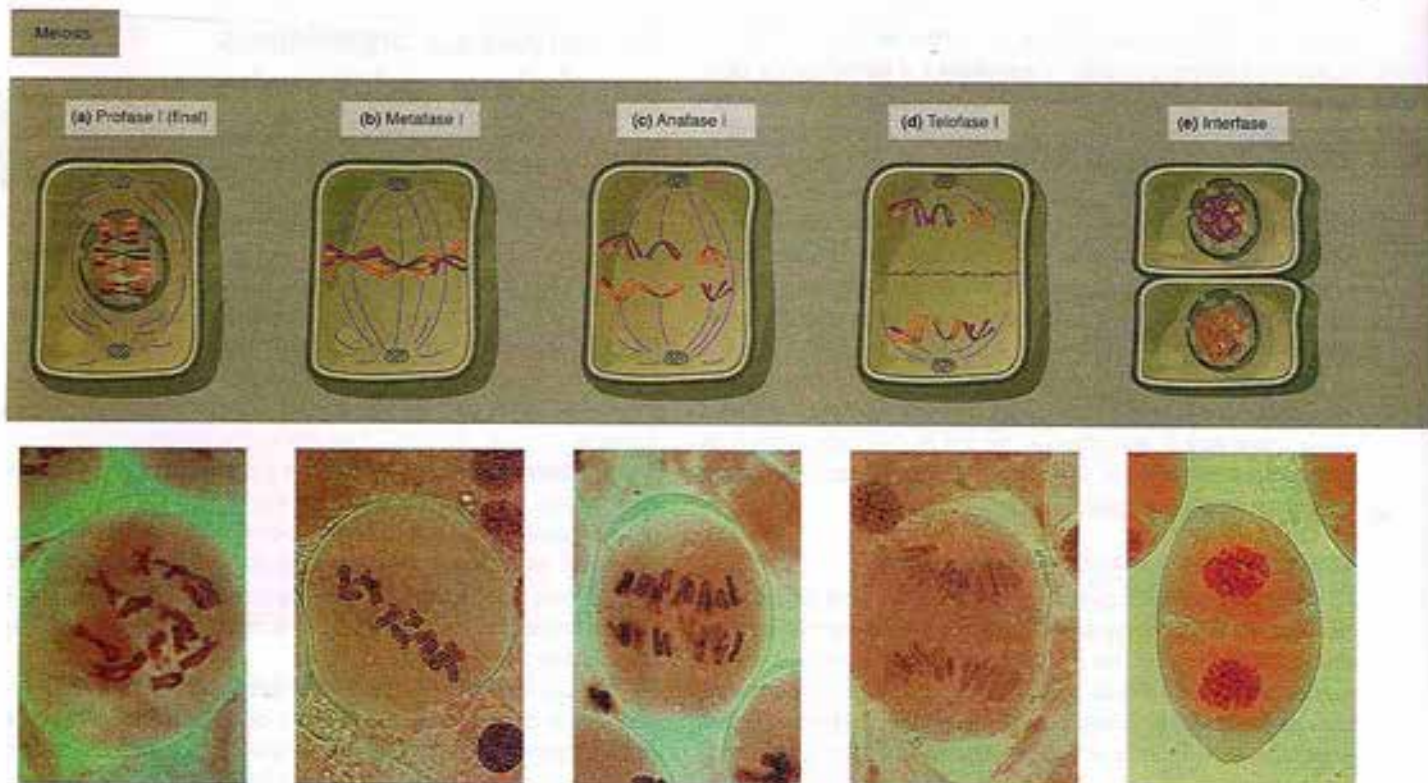 Meiosis
(a) Profase I (final)
(b) Metafase I
(c) Anafase I
(d) Telofase I
(e) Interfase